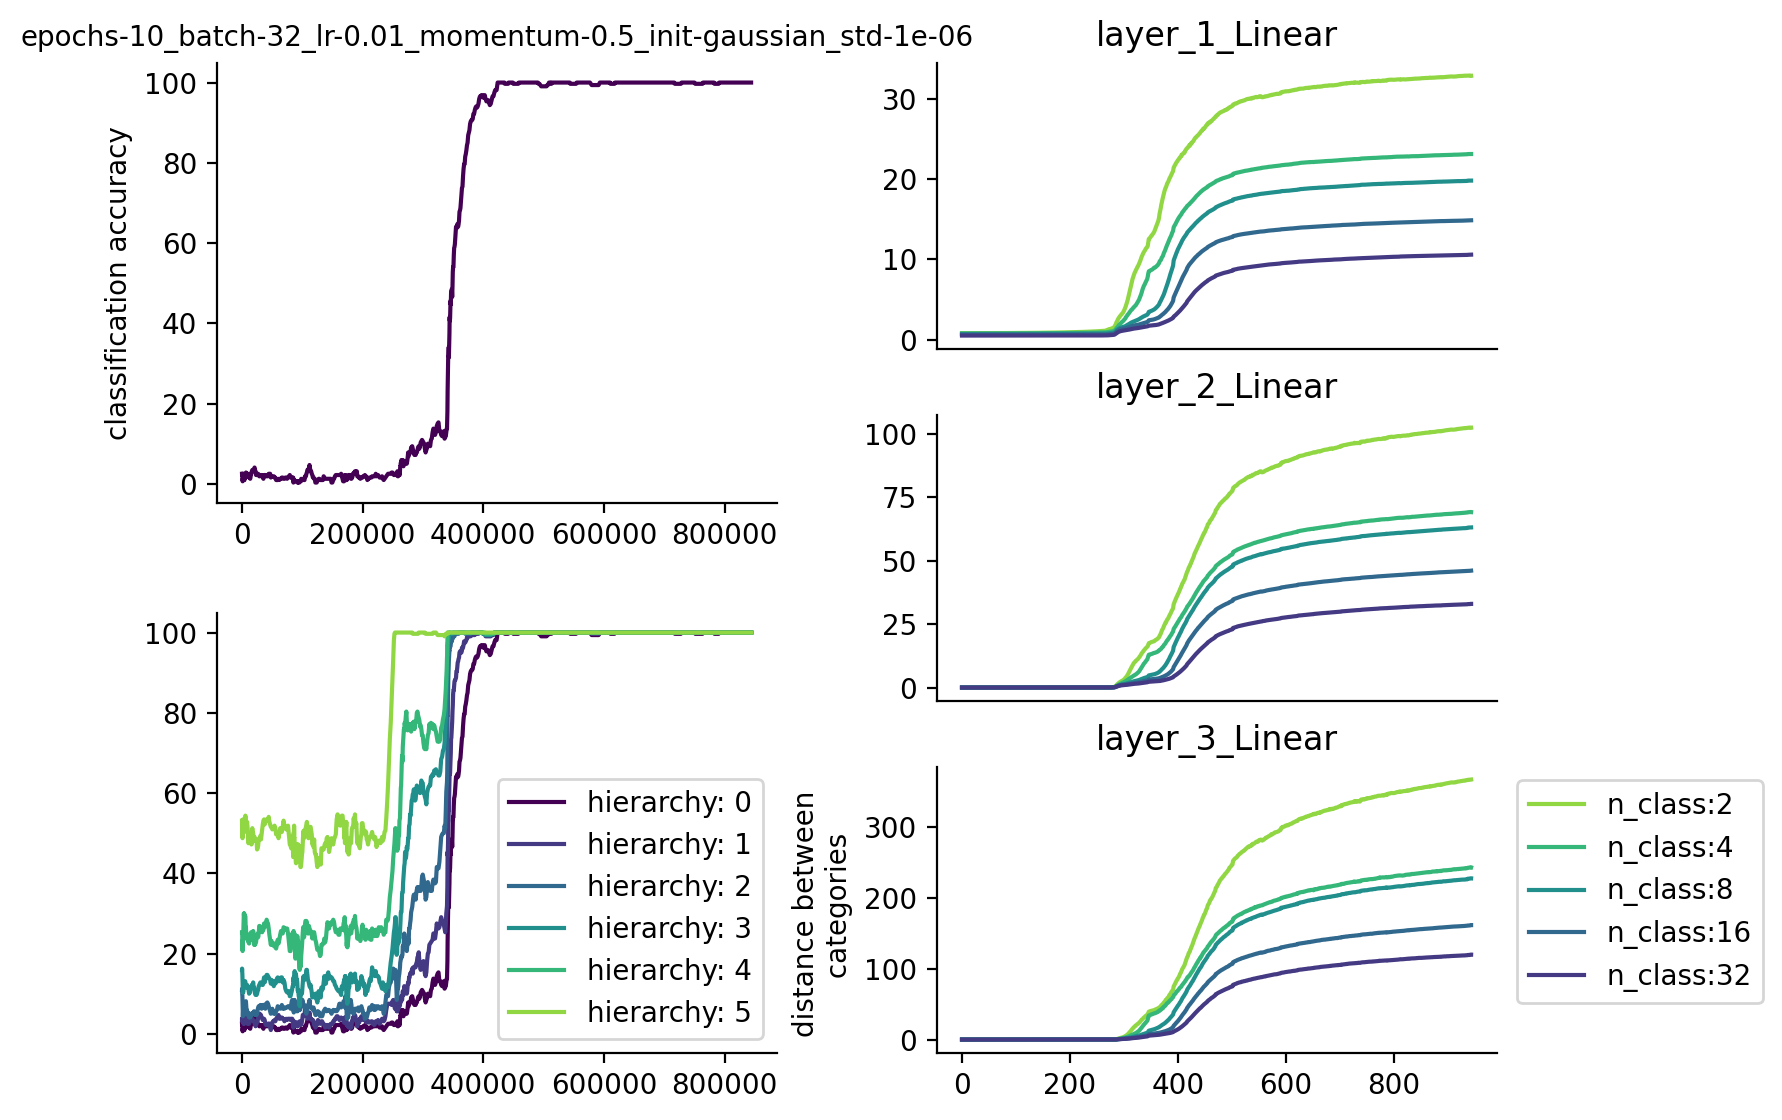 epochs-10_batch-32_lr-0.01_momentum-0.5_init-gaussian_std-1e-06
classification accuracy
100
80
60
40
20
0
0 200000 400000 600000 800000
100
80
60
40
20
0
0 200000 400000 600000 800000
hierarchy: 0
hierarchy: 1
hierarchy: 2
hierarchy: 3
hierarchy: 4
hierarchy: 5
layer_1_Linear
30
20
10
0
layer_2_Linear
100
75
50
25
0
layer_3_Linear
distance between
categories
300
200
100
0
0 200 400 600 800
n_class:2
n_class:4
n_class:8
n_class:16
n_class:32